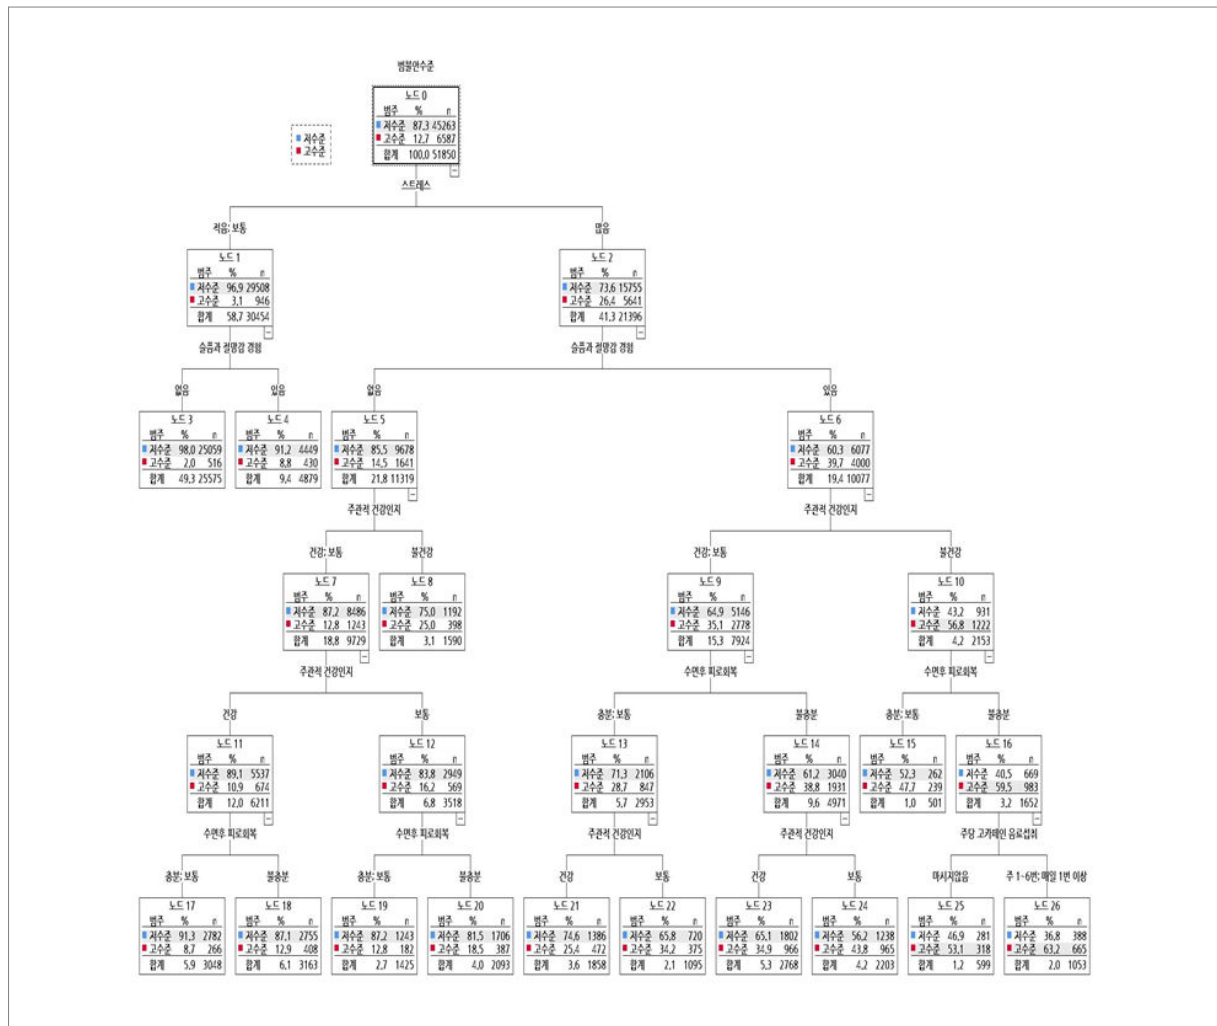 범불안수준
노드 0
범주 % n
저수준 87,3 45263
고수준 12,7 6587
합계 100,0 51850
저수준
고수준
스트레스
적음; 보통 많음
노드 1
범주 % n
저수준 96,9 29508
고수준 3,1 946
합계 58,7 30454
노드 2
범주 % n
저수준 73,6 15755
고수준 26,4 5641
합계 41,3 21396
슬픔과 절망감 경험 슬픔과 절망감 경험
없음 있음 없음 있음
노드 3
범주 % n
저수준 98,0 25059
고수준 2,0 516
합계 49,3 25575
노드 4
범주 % n
저수준 91,2 4449
고수준 8,8 430
합계 9,4 4879
노드 5
범주 % n
저수준 85,5 9678
고수준 14,5 1641
합계 21,8 11319
노드 6
범주 % n
저수준 60,3 6077
고수준 39,7 4000
합계 19,4 10077
주관적 건강인지 주관적 건강인지
건강; 보통 불건강 건강; 보통 불건강
노드 7
범주 % n
저수준 87,2 8486
고수준 12,8 1243
합계 18,8 9729
노드 8
범주 % n
저수준 75,0 1192
고수준 25,0 398
합계 3,1 1590
노드 9
범주 % n
저수준 64,9 5146
고수준 35,1 2778
합계 15,3 7924
노드 10
범주 % n
저수준 43,2 931
고수준 56,8 1222
합계 4,2 2153
주관적 건강인지 수면후 피로회복 수면후 피로회복
건강 보통 충분; 보통 불충분 충분; 보통 불충분
노드 11
범주 % n
저수준 89,1 5537
고수준 10,9 674
합계 12,0 6211
노드 12
범주 % n
저수준 83,8 2949
고수준 16,2 569
합계 6,8 3518
노드 13
범주 % n
저수준 71,3 2106
고수준 28,7 847
합계 5,7 2953
노드 14
범주 % n
저수준 61,2 3040
고수준 38,8 1931
합계 9,6 4971
노드 15
범주 % n
저수준 52,3 262
고수준 47,7 239
합계 1,0 501
노드 16
범주 % n
저수준 40,5 669
고수준 59,5 983
합계 3,2 1652
수면후 피로회복 수면후 피로회복 주관적 건강인지 주관적 건강인지 주당 고카페인 음료섭취
충분; 보통 불충분 충분; 보통 불충분 건강 보통 건강 보통 마시지않음 주 1~6번; 매일 1번 이상
노드 17
범주 % n
저수준 91,3 2782
고수준 8,7 266
합계 5,9 3048
노드 18
범주 % n
저수준 87,1 2755
고수준 12,9 408
합계 6,1 3163
노드 19
범주 % n
저수준 87,2 1243
고수준 12,8 182
합계 2,7 1425
노드 20
범주 % n
저수준 81,5 1706
고수준 18,5 387
합계 4,0 2093
노드 21
범주 % n
저수준 74,6 1386
고수준 25,4 472
합계 3,6 1858
노드 22
범주 % n
저수준 65,8 720
고수준 34,2 375
합계 2,1 1095
노드 23
범주 % n
저수준 65,1 1802
고수준 34,9 966
합계 5,3 2768
노드 24
범주 % n
저수준 56,2 1238
고수준 43,8 965
합계 4,2 2203
노드 25
범주 % n
저수준 46,9 281
고수준 53,1 318
합계 1,2 599
노드 26
범주 % n
저수준 36,8 388
고수준 63,2 665
합계 2,0 1053